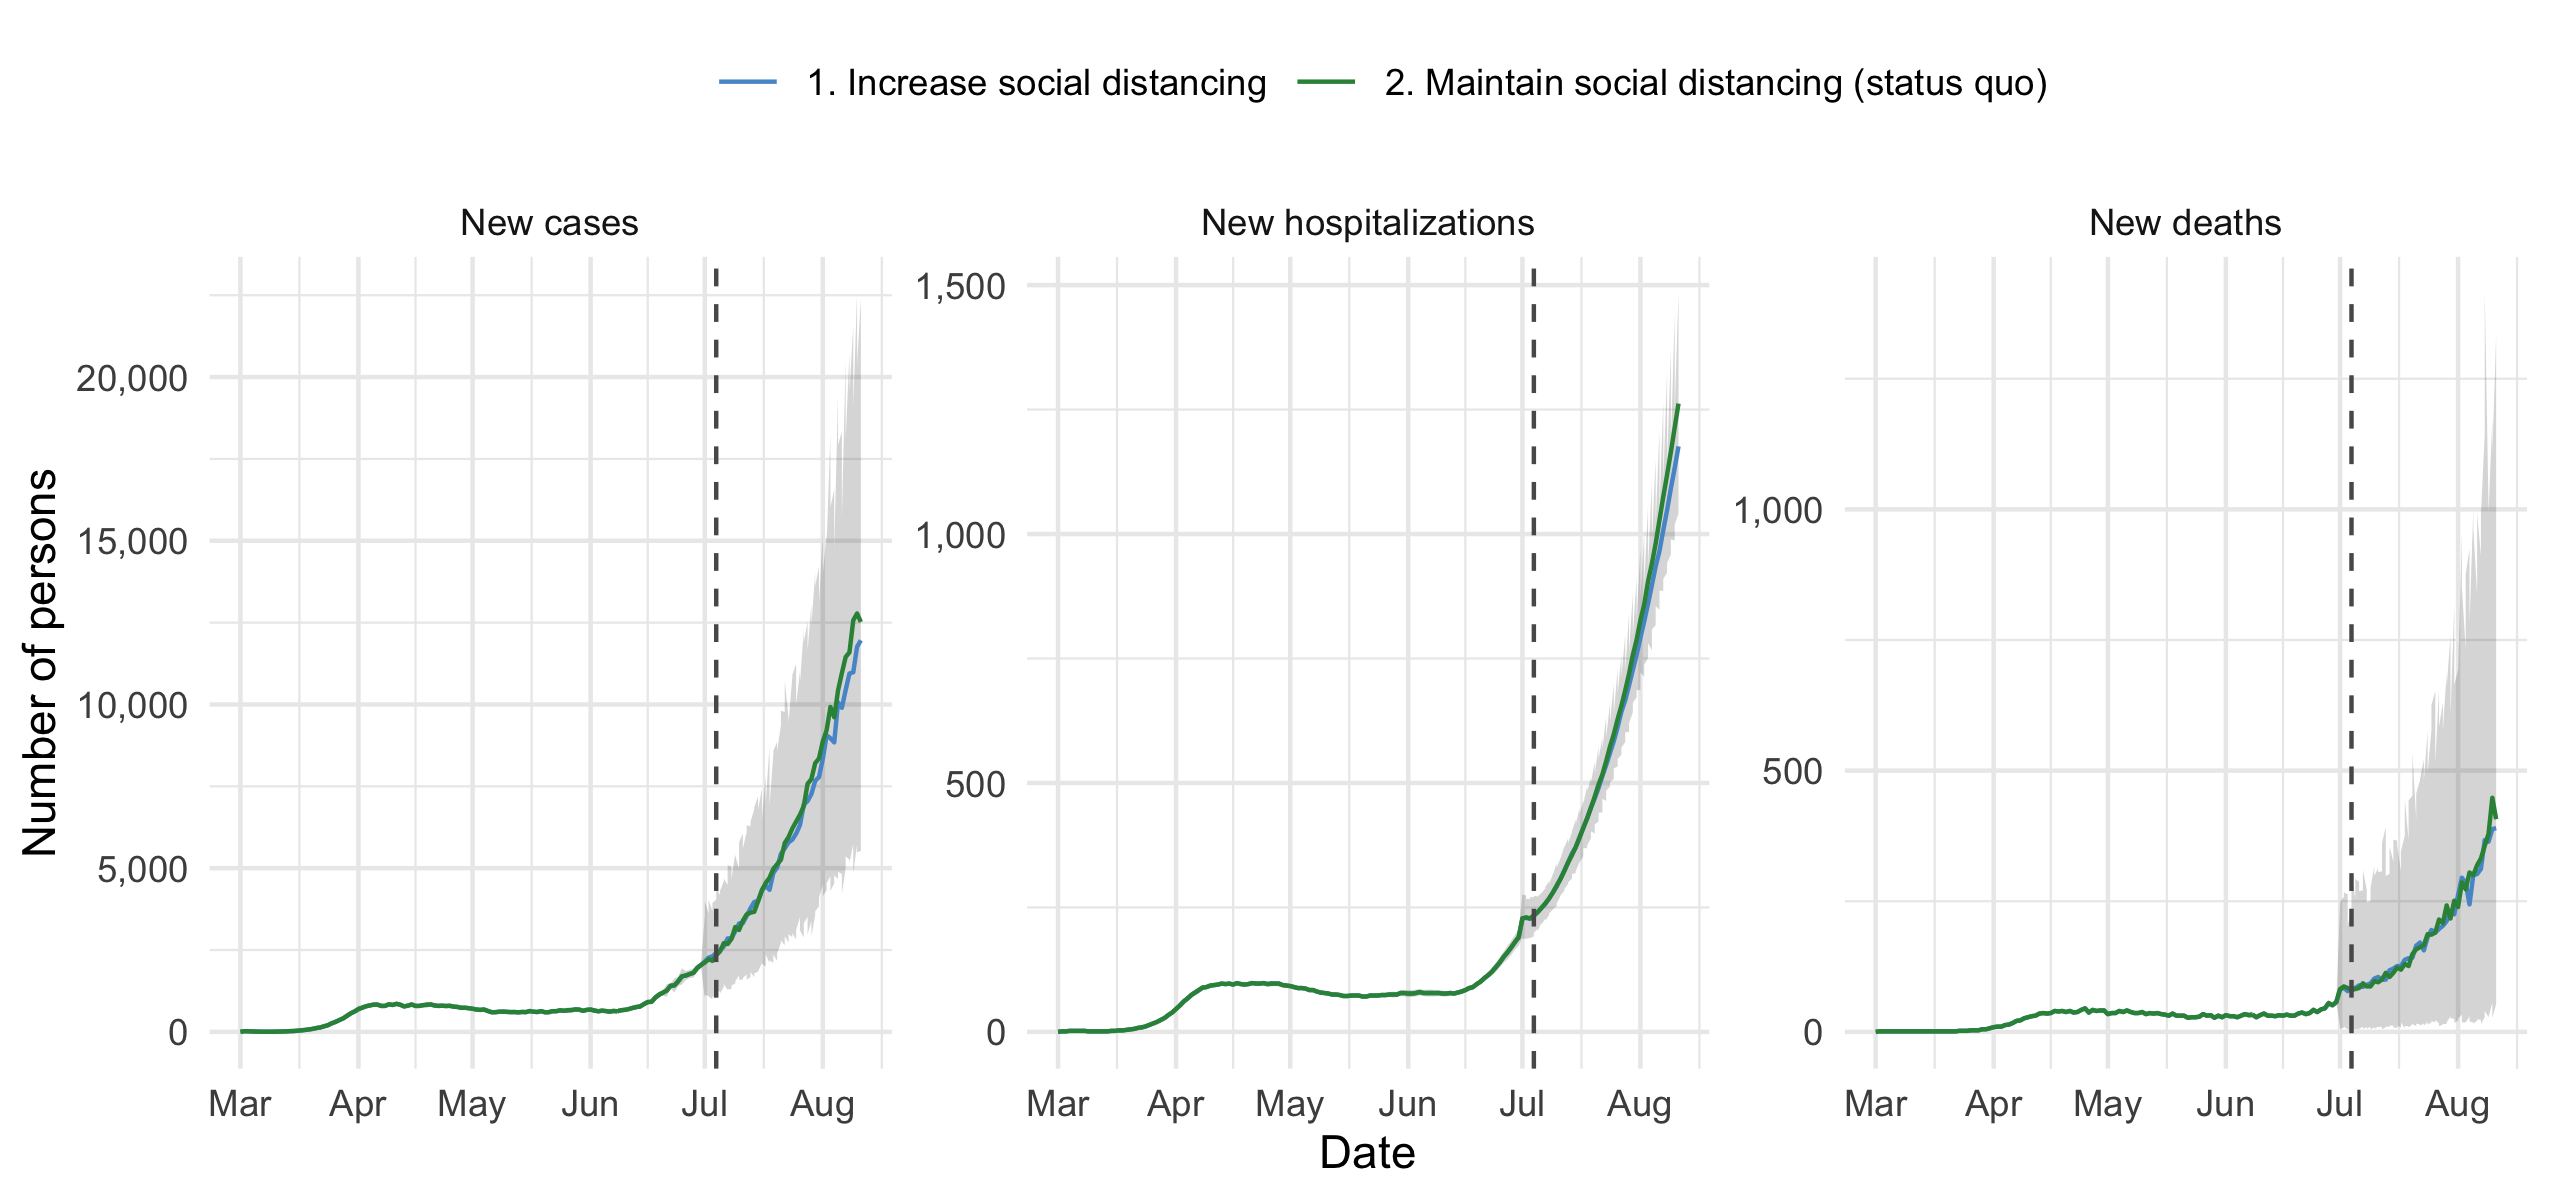 1. Increase social distancing 2. Maintain social distancing (status quo)
New cases New hospitalizations New deaths
Number of persons
20,000
15,000
10,000
5,000
0
1,500
1,000
500
0
1,000
500
0
Mar Apr May Jun Jul Aug Mar Apr May Jun Jul Aug Mar Apr May Jun Jul Aug
Date